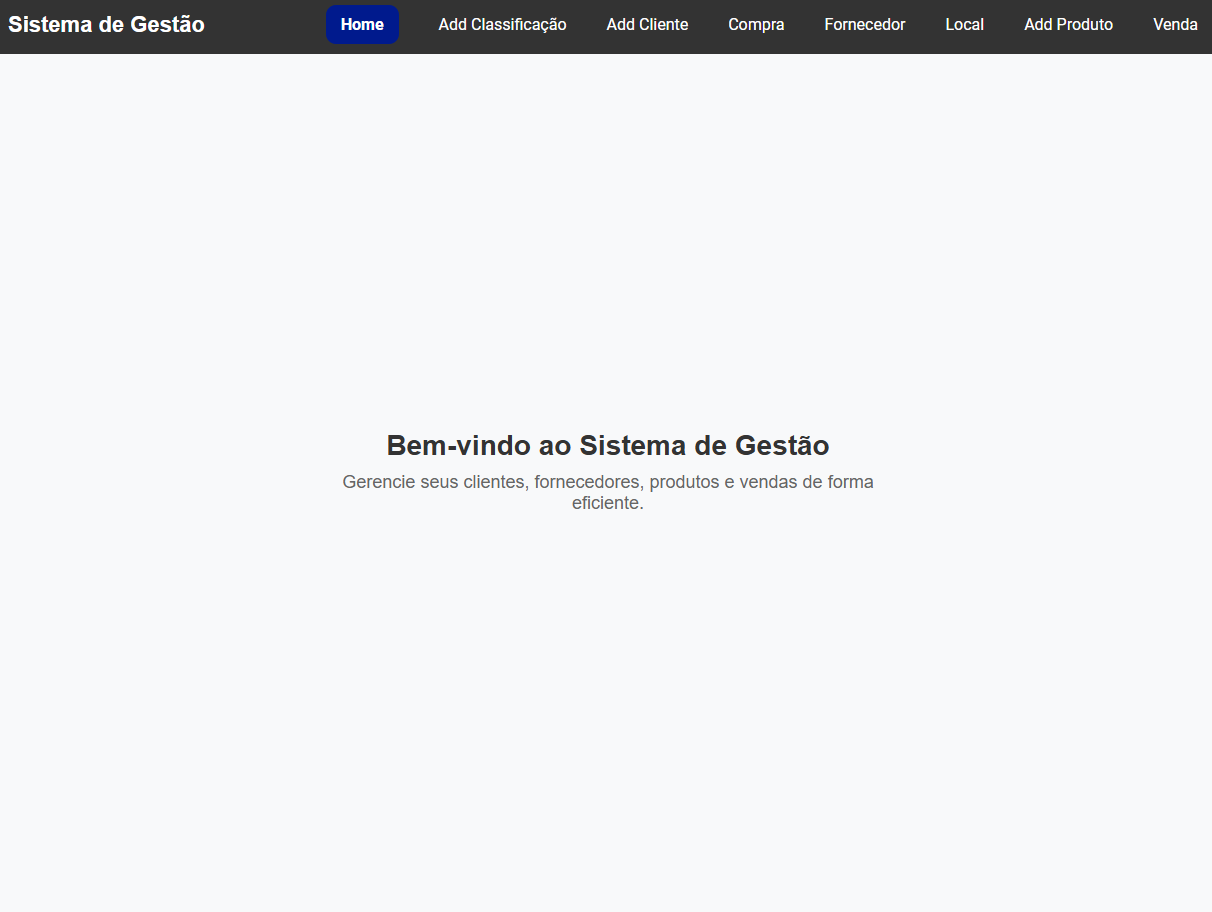 Sistema de Gestão
Home Add Classificação Add Cliente Compra Fornecedor Local Add Produto Venda
Bem-vindo ao Sistema de Gestão
Gerencie seus clientes, fornecedores, produtos e vendas de forma
eficiente.